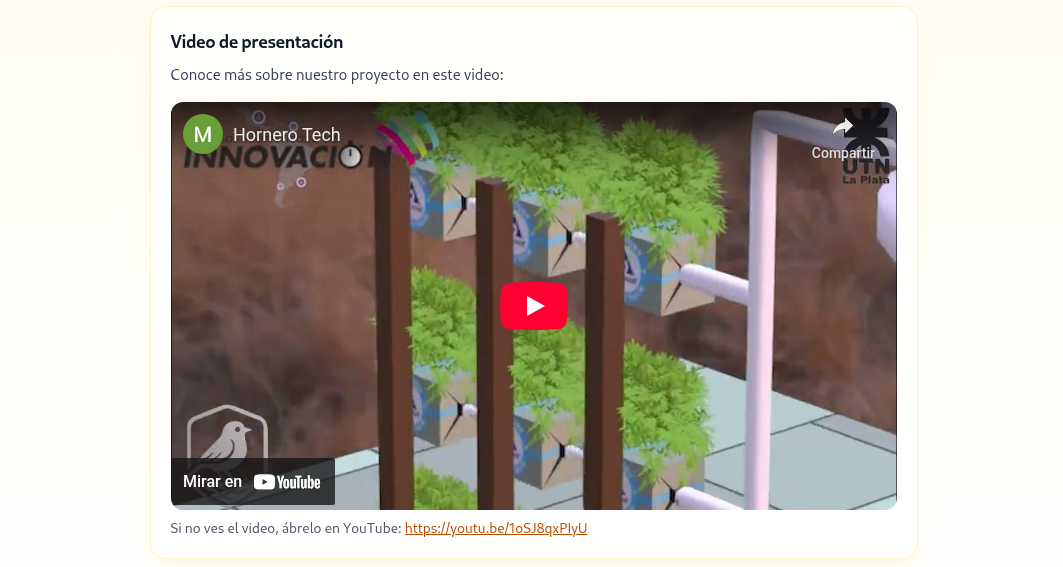 Video de presentación
Conoce más sobre nuestro proyecto en este video:
M
Hornero Tech
INNOVACIÓN
Compartir
UTN
La Plata
Mirar en YouTube
Si no ves el video, ábrelo en YouTube: https://youtu.be/1oSJ8qxPIyU